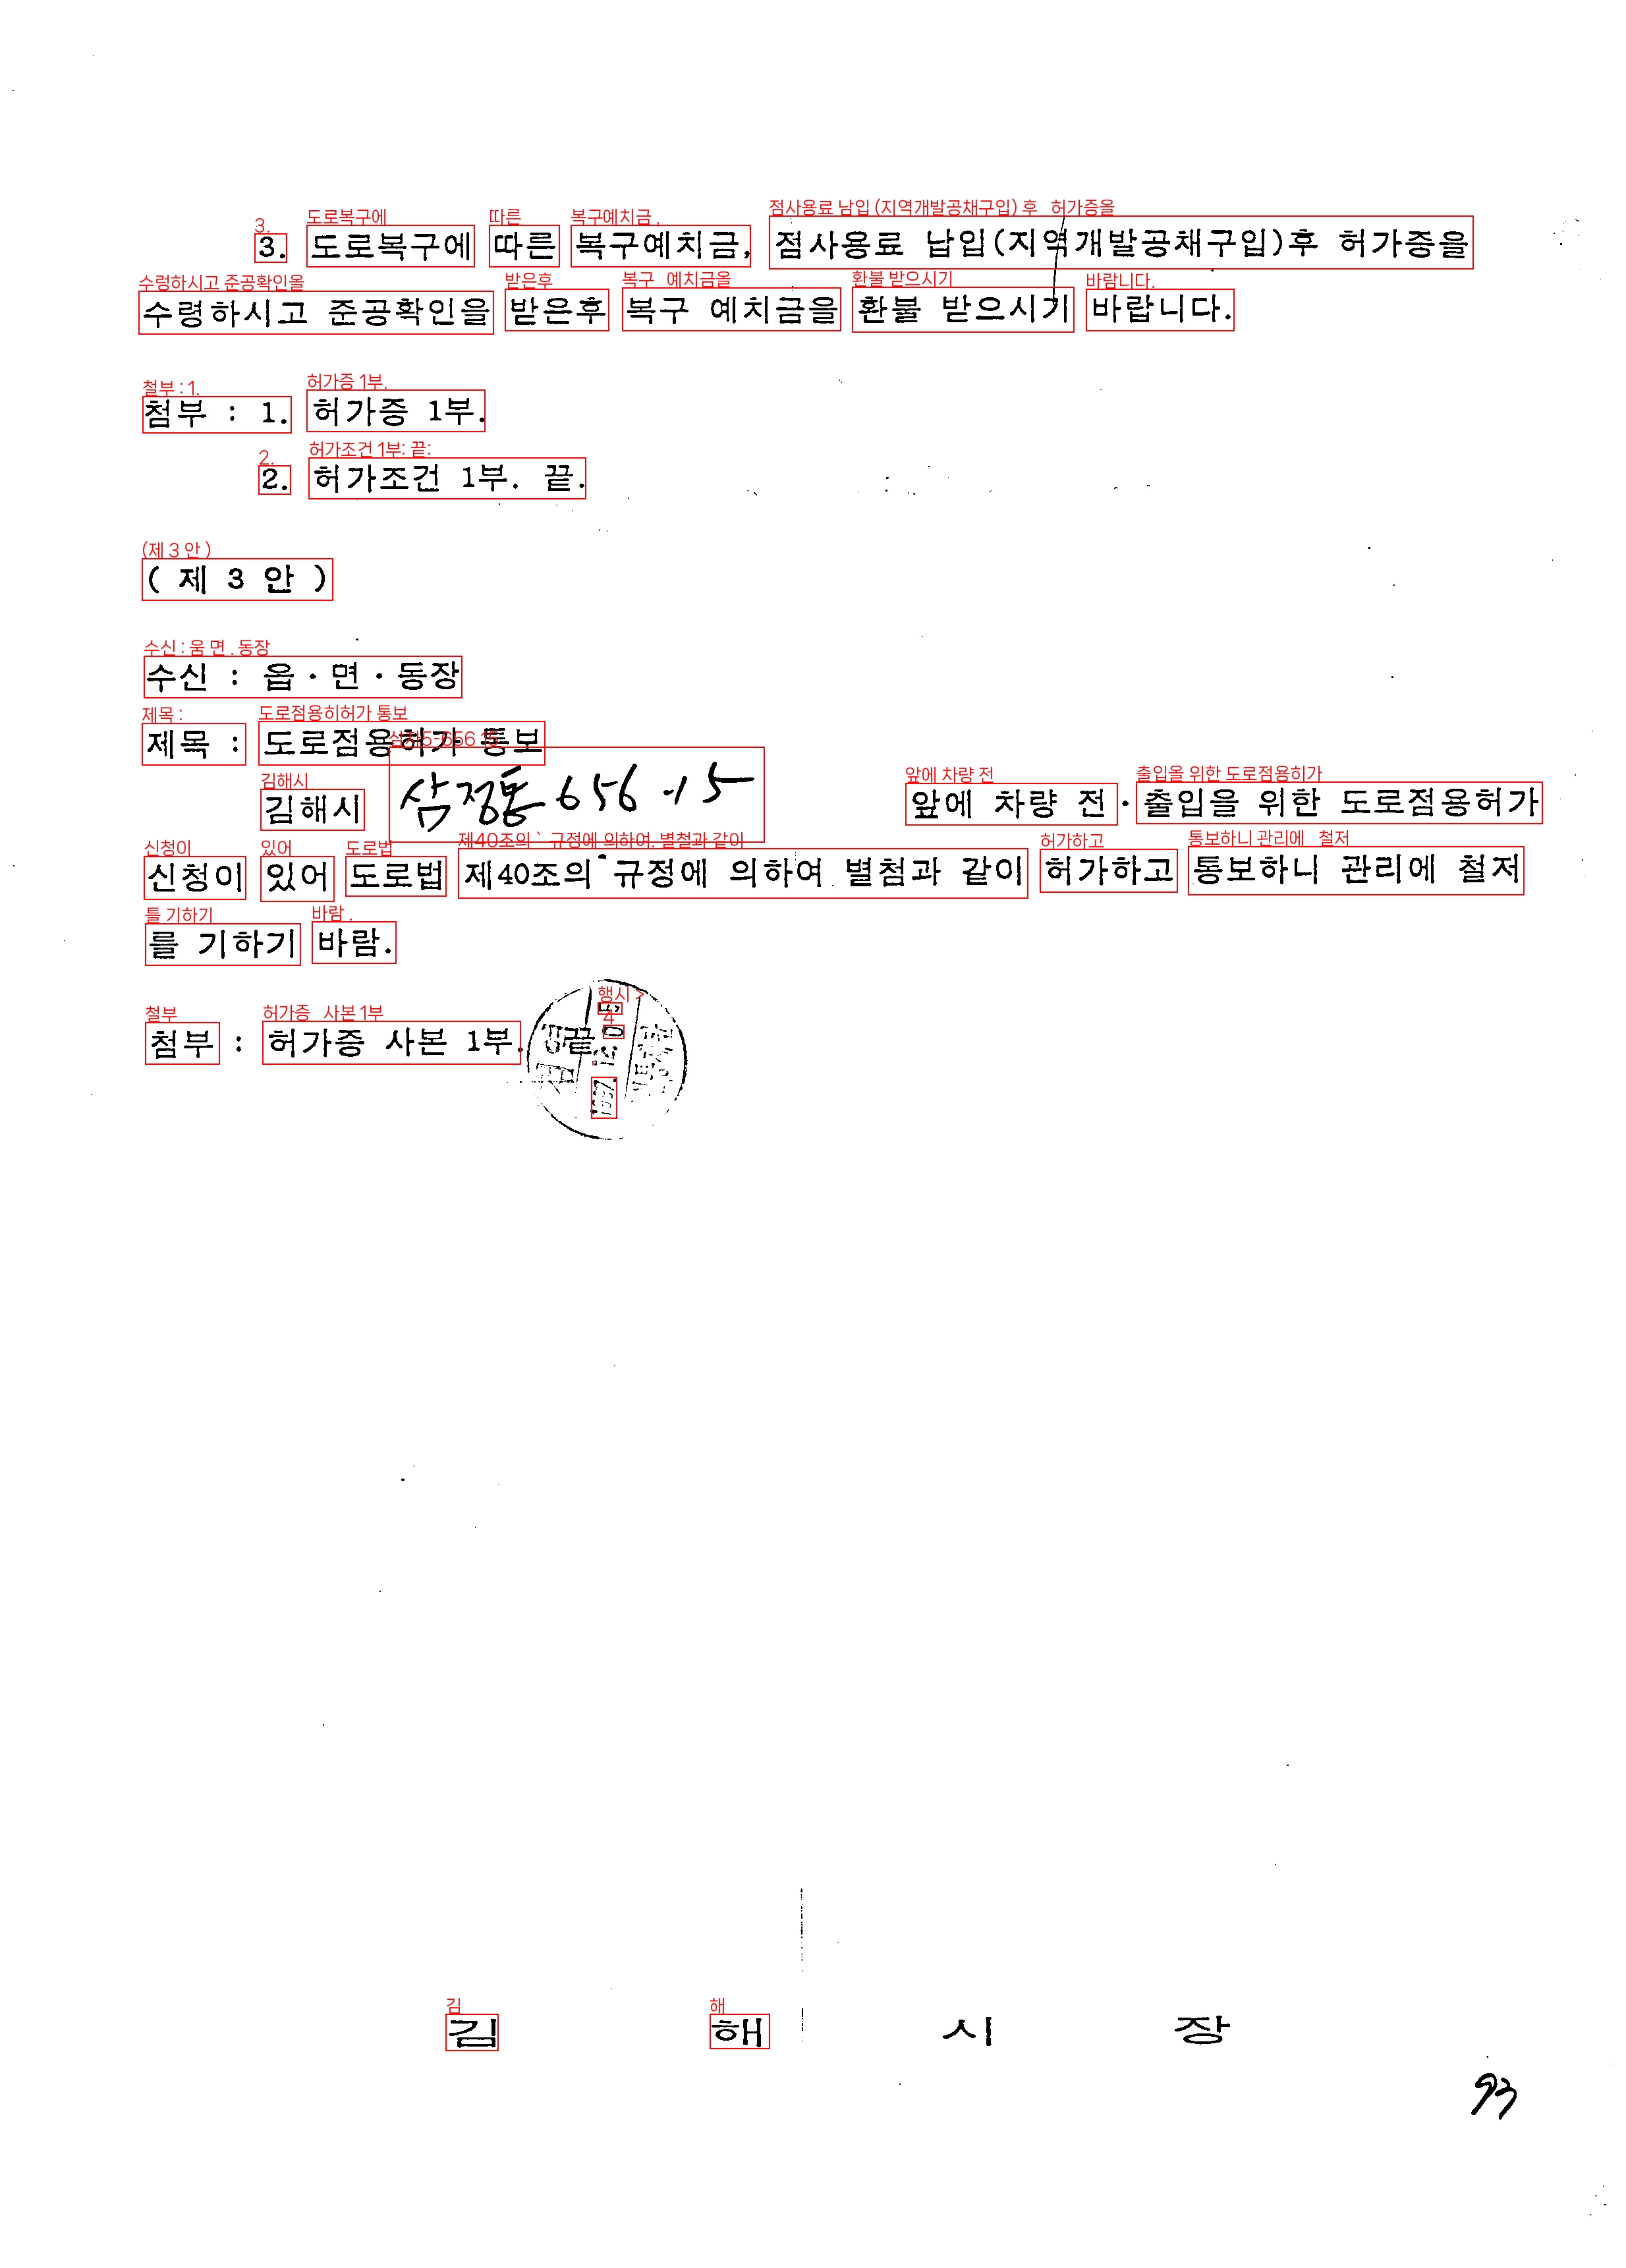 3. 도로복구에 따른 복구예치금, 점사용료 납입(지역개발공채구입)후 허가증을
수령하시고 준공확인을 받은후 복구 예치금을 환불 받으시기 바랍니다.
첨부 : 1. 허가증 1부.
2. 허가조건 1부. 끝.
( 제 3 안 )
수신 : 읍·면·동장
제목 : 도로점용허가 통보
김해시 삼정동 656-15 앞에 차량 전·출입을 위한 도로점용허가
신청이 있어 도로법 제40조의 규정에 의하여 별첨과 같이 허가하고 통보하니 관리에 철저
를 기하기 바람.
첨부 : 허가증 사본 1부. 끝.
김 해 시 장
93